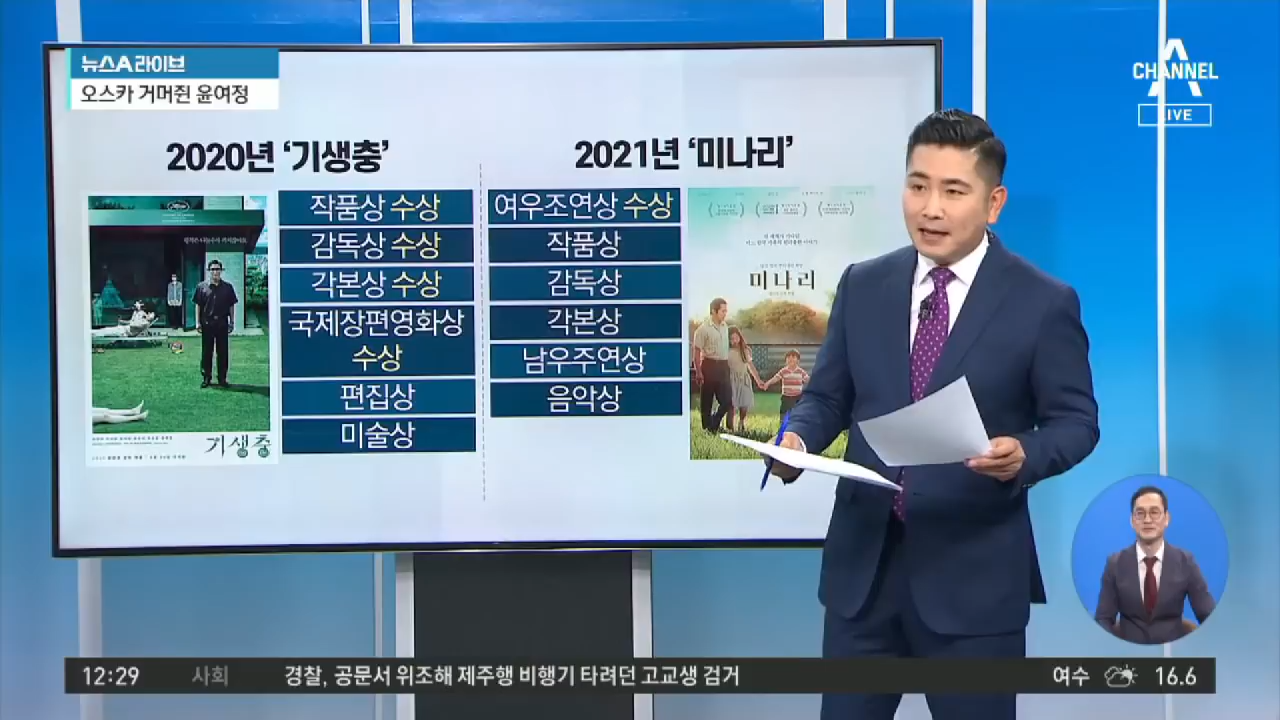 뉴스A 라이브
오스카 거머쥔 윤여정
CHANNEL A
LIVE
2020년 ‘기생충’
작품상 수상
감독상 수상
각본상 수상
국제장편영화상
수상
편집상
미술상
기생충
2021년 ‘미나리’
여우조연상 수상
작품상
감독상
각본상
남우주연상
음악상
미나리
12:29 사회 경찰, 공문서 위조해 제주행 비행기 타려던 고교생 검거 여수 16.6